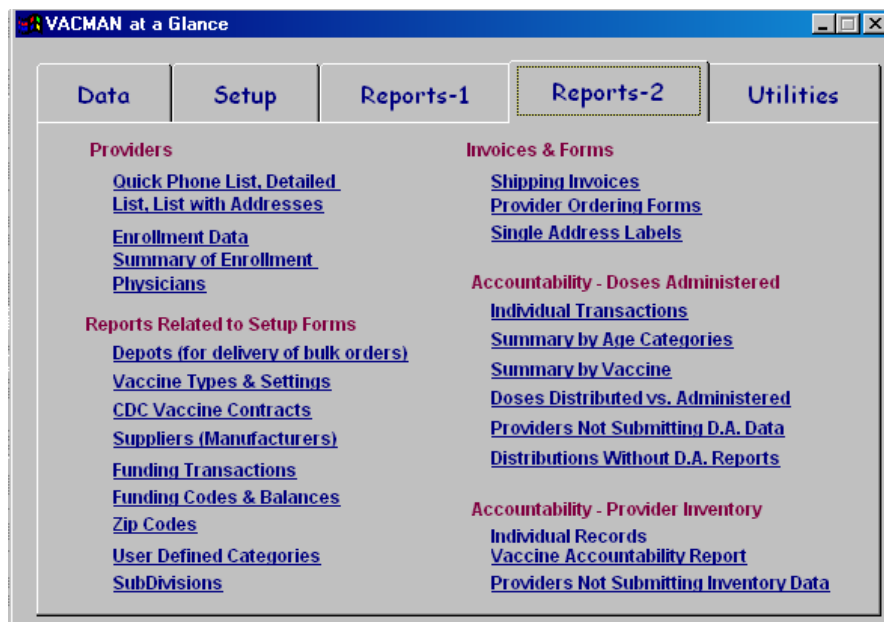 VACMAN at a Glance
Data
Setup
Reports-1
Reports-2
Utilities
Providers
Quick Phone List, Detailed
List, List with Addresses
Enrollment Data
Summary of Enrollment
Physicians
Reports Related to Setup Forms
Depots (for delivery of bulk orders)
Vaccine Types & Settings
CDC Vaccine Contracts
Suppliers (Manufacturers)
Funding Transactions
Funding Codes & Balances
Zip Codes
User Defined Categories
SubDivisions
Invoices & Forms
Shipping Invoices
Provider Ordering Forms
Single Address Labels
Accountability - Doses Administered
Individual Transactions
Summary by Age Categories
Summary by Vaccine
Doses Distributed vs. Administered
Providers Not Submitting D.A. Data
Distributions Without D.A. Reports
Accountability - Provider Inventory
Individual Records
Vaccine Accountability Report
Providers Not Submitting Inventory Data